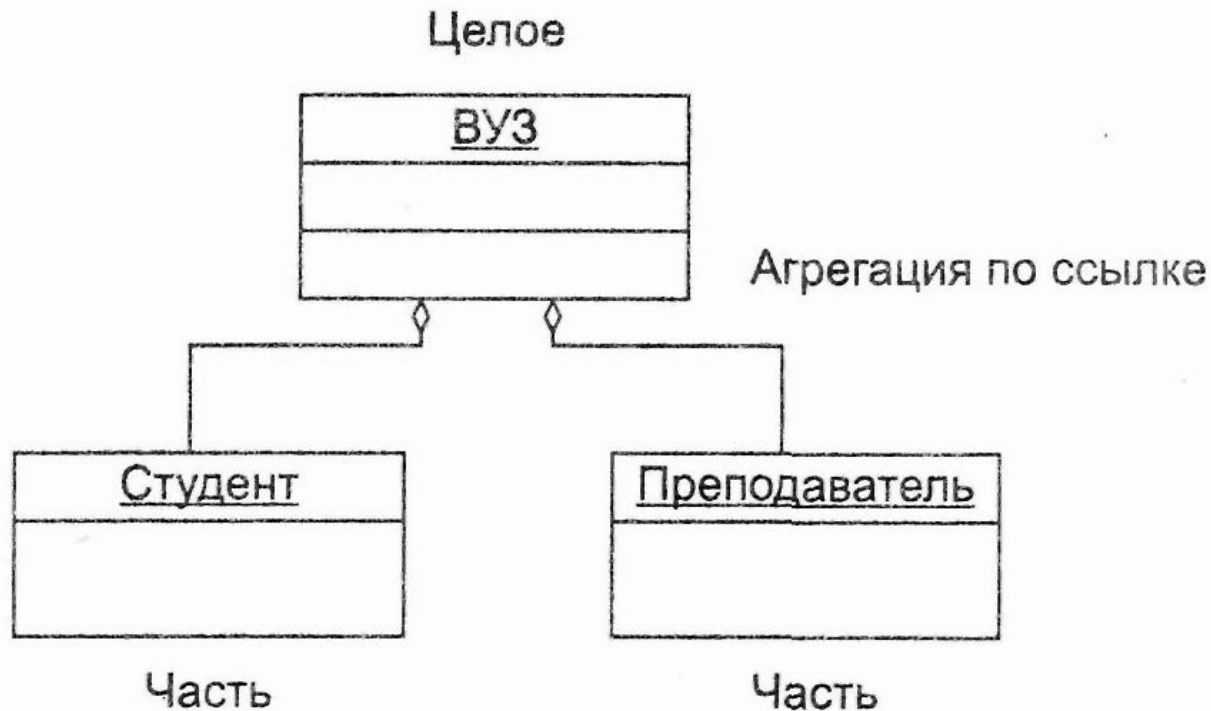 Целое
ВУЗ
Агрегация по ссылке
Студент
Преподаватель
Часть
Часть